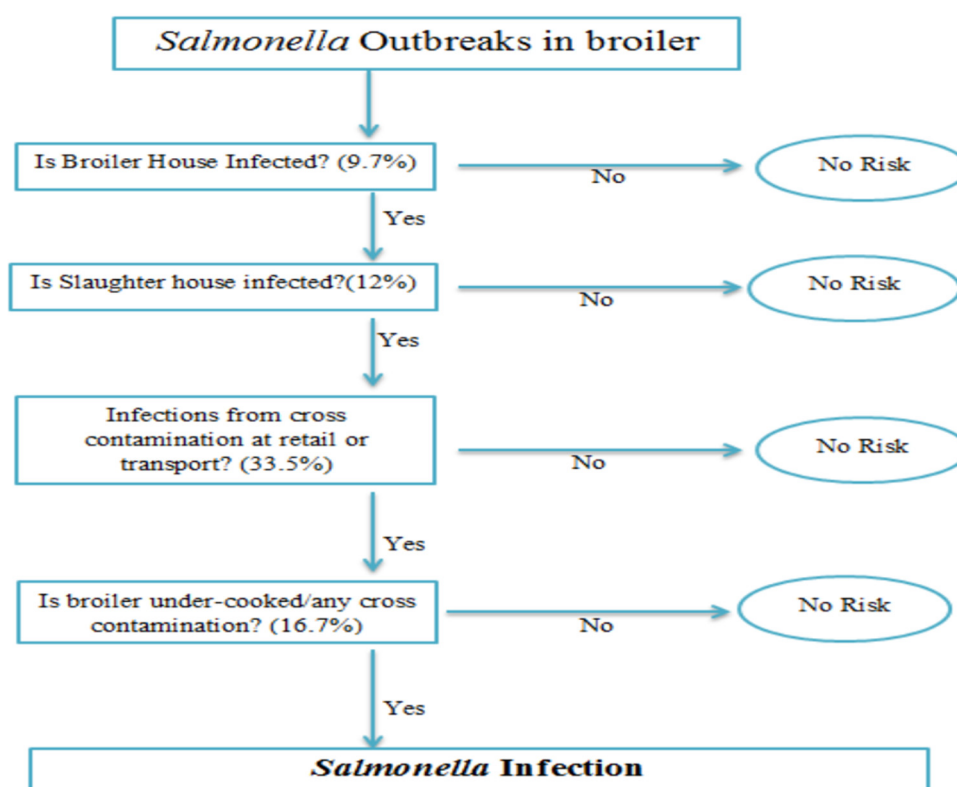 Salmonella Outbreaks in broiler
Is Broiler House Infected? (9.7%)
No
No Risk
Yes
Is Slaughter house infected?(12%)
No
No Risk
Yes
Infections from cross
contamination at retail or
transport? (33.5%)
No
No Risk
Yes
Is broiler under-cooked/any cross
contamination? (16.7%)
No
No Risk
Yes
Salmonella Infection